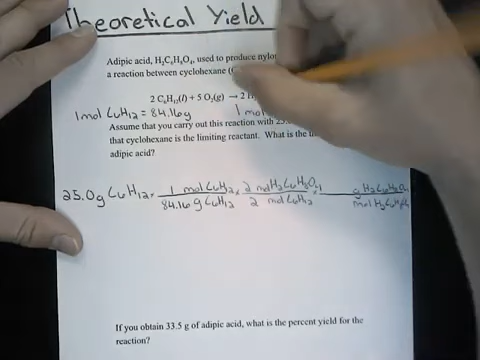 Theoretical Yield
Adipic acid, H₂C₆H₈O₄, used to produce nylon
a reaction between cyclohexane (
2 C₆H₁₂(l) + 5 O₂(g) → 2 H
1 mol C₆H₁₂ = 84.16g 1 mol
Assume that you carry out this reaction with 25.0
that cyclohexane is the limiting reactant. What is the
adipic acid?
25.0g C₆H₁₂ × 1 mol C₆H₁₂ × 2 mol H₂C₆H₈O₄ × g H₂C₆H₈O₄
84.16 g C₆H₁₂ 2 mol C₆H₁₂ mol H₂C₆H₈O₄
If you obtain 33.5 g of adipic acid, what is the percent yield for the
reaction?